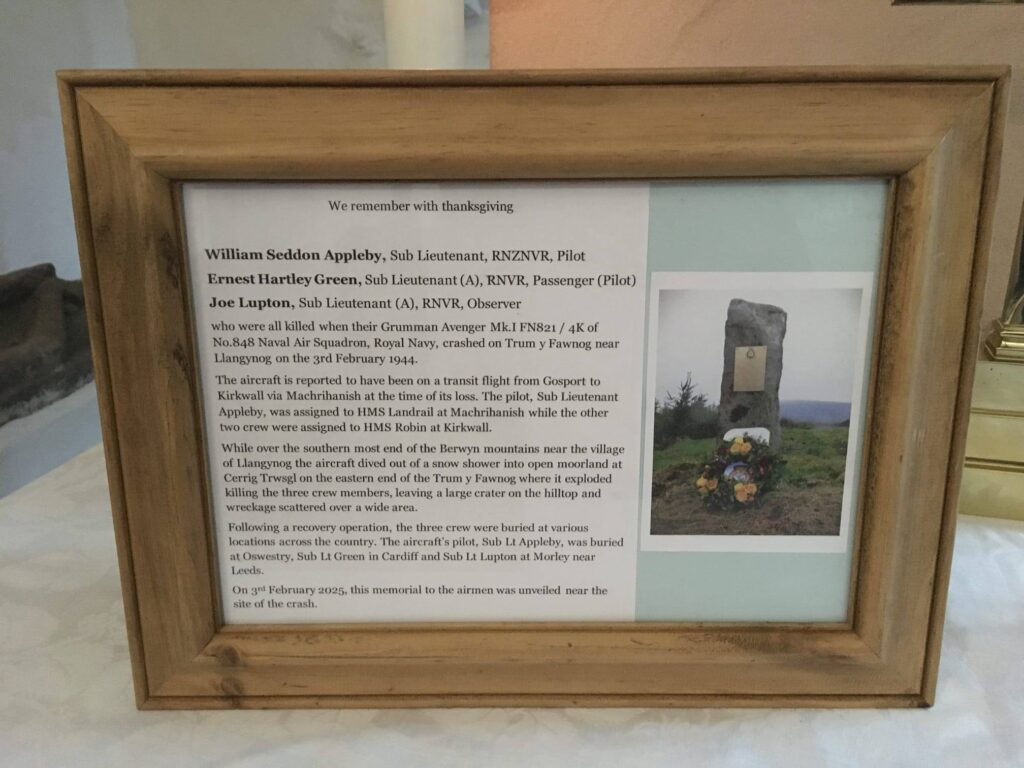 We remember with thanksgiving
William Seddon Appleby, Sub Lieutenant, RNZNVR, Pilot
Ernest Hartley Green, Sub Lieutenant (A), RNVR, Passenger (Pilot)
Joe Lupton, Sub Lieutenant (A), RNVR, Observer
who were all killed when their Grumman Avenger Mk.I FN821 / 4K of
No.848 Naval Air Squadron, Royal Navy, crashed on Trum y Fawnog near
Llangynog on the 3rd February 1944.
The aircraft is reported to have been on a transit flight from Gosport to
Kirkwall via Machrihanish at the time of its loss. The pilot, Sub Lieutenant
Appleby, was assigned to HMS Landrail at Machrihanish while the other
two crew were assigned to HMS Robin at Kirkwall.
While over the southern most end of the Berwyn mountains near the village
of Llangynog the aircraft dived out of a snow shower into open moorland at
Cerrig Trwsgl on the eastern end of the Trum y Fawnog where it exploded
killing the three crew members, leaving a large crater on the hilltop and
wreckage scattered over a wide area.
Following a recovery operation, the three crew were buried at various
locations across the country. The aircraft's pilot, Sub Lt Appleby, was buried
at Oswestry, Sub Lt Green in Cardiff and Sub Lt Lupton at Morley near
Leeds.
On 3rd February 2025, this memorial to the airmen was unveiled near the
site of the crash.